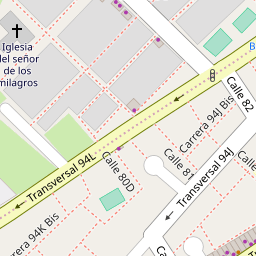 Iglesia
del señor
de los
milagros
B
Calle 82
Carrera 94J Bis
Calle 81
Transversal 94L
Calle 80D
Transversal 94J
Carrera 94K Bis